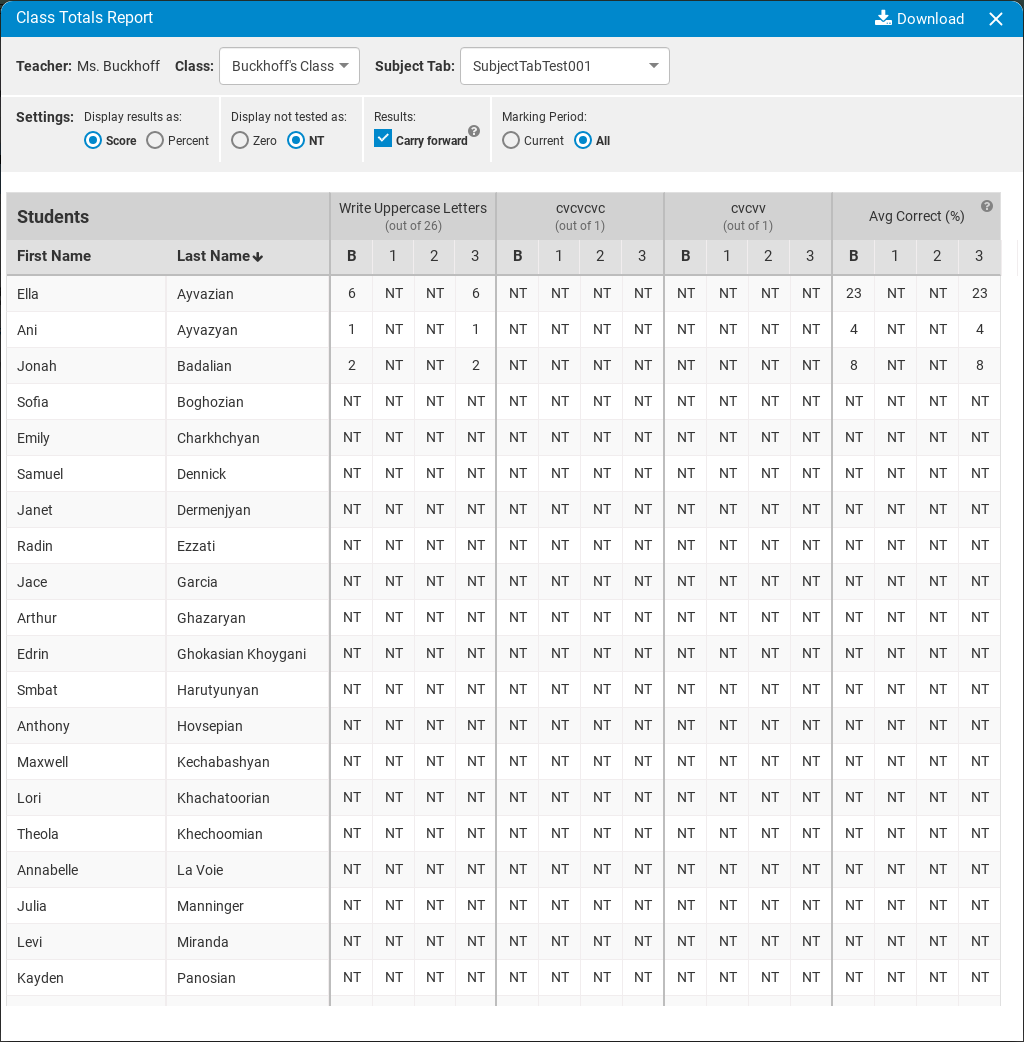 Class Totals Report Download
Teacher: Ms. Buckhoff Class: Buckhoff's Class Subject Tab: SubjectTabTest001
Settings: Display results as: Display not tested as: Results: Marking Period:
Score Percent Zero NT Carry forward ? Current All
Students Write Uppercase Letters cvcvcvc cvcvv Avg Correct (%) ?
(out of 26) (out of 1) (out of 1)
First Name Last Name B 1 2 3 B 1 2 3 B 1 2 3 B 1 2 3
Ella Ayvazian 6 NT NT 6 NT NT NT NT NT NT NT NT 23 NT NT 23
Ani Ayvazyan 1 NT NT 1 NT NT NT NT NT NT NT NT 4 NT NT 4
Jonah Badalian 2 NT NT 2 NT NT NT NT NT NT NT NT 8 NT NT 8
Sofia Boghozian NT NT NT NT NT NT NT NT NT NT NT NT NT NT NT NT
Emily Charkhchyan NT NT NT NT NT NT NT NT NT NT NT NT NT NT NT NT
Samuel Dennick NT NT NT NT NT NT NT NT NT NT NT NT NT NT NT NT
Janet Dermenjyan NT NT NT NT NT NT NT NT NT NT NT NT NT NT NT NT
Radin Ezzati NT NT NT NT NT NT NT NT NT NT NT NT NT NT NT NT
Jace Garcia NT NT NT NT NT NT NT NT NT NT NT NT NT NT NT NT
Arthur Ghazaryan NT NT NT NT NT NT NT NT NT NT NT NT NT NT NT NT
Edrin Ghokasian Khoygani NT NT NT NT NT NT NT NT NT NT NT NT NT NT NT NT
Smbat Harutyunyan NT NT NT NT NT NT NT NT NT NT NT NT NT NT NT NT
Anthony Hovsepian NT NT NT NT NT NT NT NT NT NT NT NT NT NT NT NT
Maxwell Kechabashyan NT NT NT NT NT NT NT NT NT NT NT NT NT NT NT NT
Lori Khachatoorian NT NT NT NT NT NT NT NT NT NT NT NT NT NT NT NT
Theola Khechoomian NT NT NT NT NT NT NT NT NT NT NT NT NT NT NT NT
Annabelle La Voie NT NT NT NT NT NT NT NT NT NT NT NT NT NT NT NT
Julia Manninger NT NT NT NT NT NT NT NT NT NT NT NT NT NT NT NT
Levi Miranda NT NT NT NT NT NT NT NT NT NT NT NT NT NT NT NT
Kayden Panosian NT NT NT NT NT NT NT NT NT NT NT NT NT NT NT NT